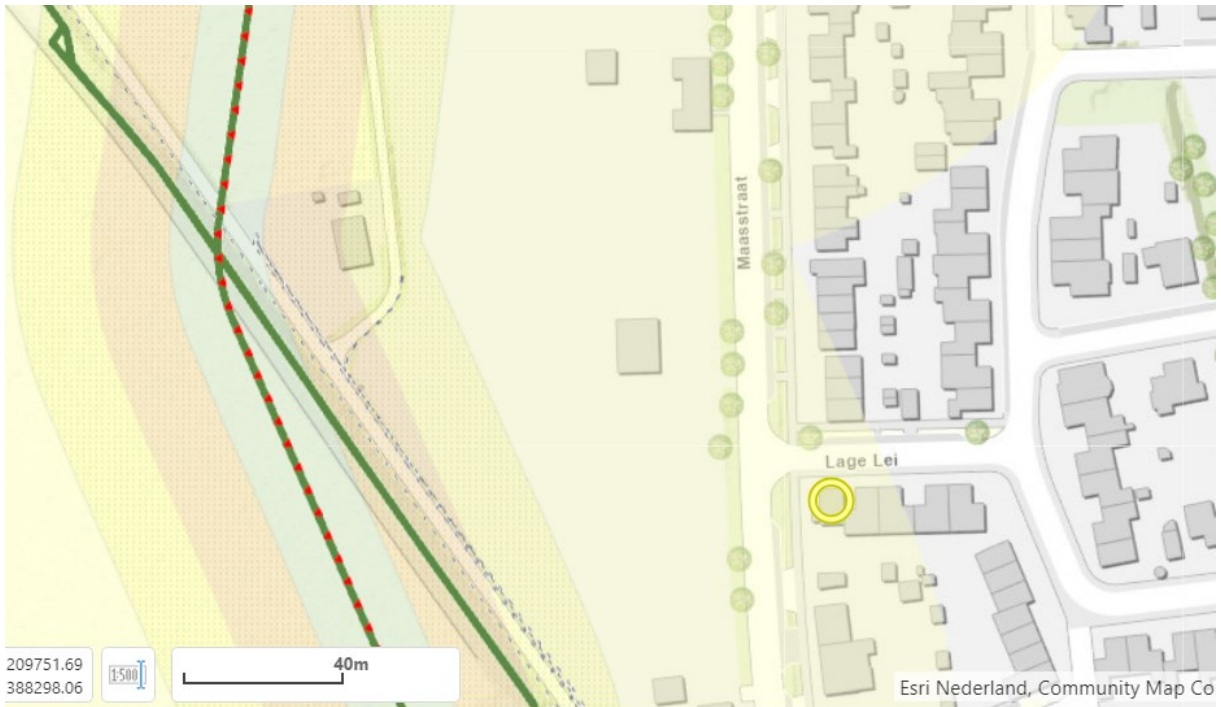 Maasstraat
Lage Lei
209751.69
388298.06
1:500
40m
Esri Nederland, Community Map Co